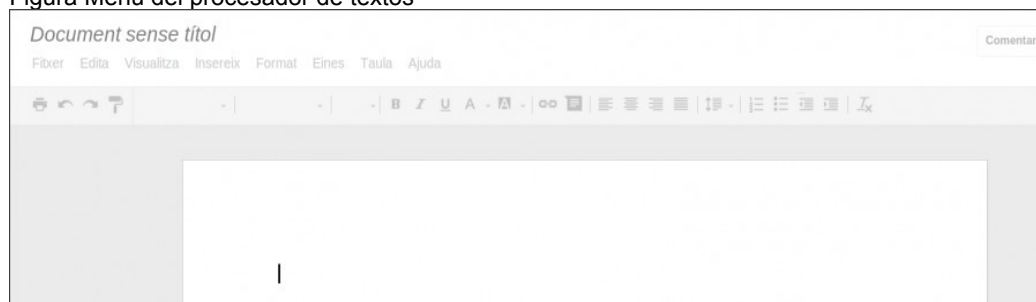 Figura Menú del procesador de textos
Document sense títol
Comentar
Fitxer Edita Visualitza Insereix Format Eines Taula Ajuda
B I U A A